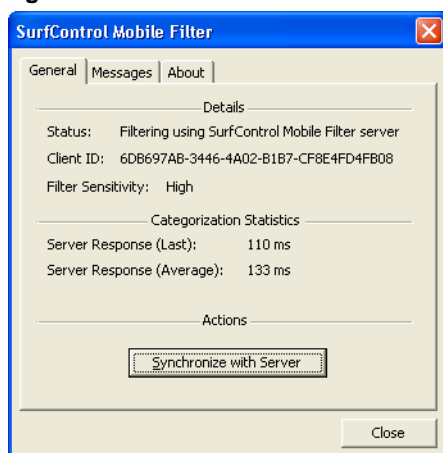 SurfControl Mobile Filter
General Messages About
Details
Status: Filtering using SurfControl Mobile Filter server
Client ID: 6DB697AB-3446-4A02-B1B7-CF8E4FD4FB08
Filter Sensitivity: High
Categorization Statistics
Server Response (Last): 110 ms
Server Response (Average): 133 ms
Actions
Synchronize with Server
Close